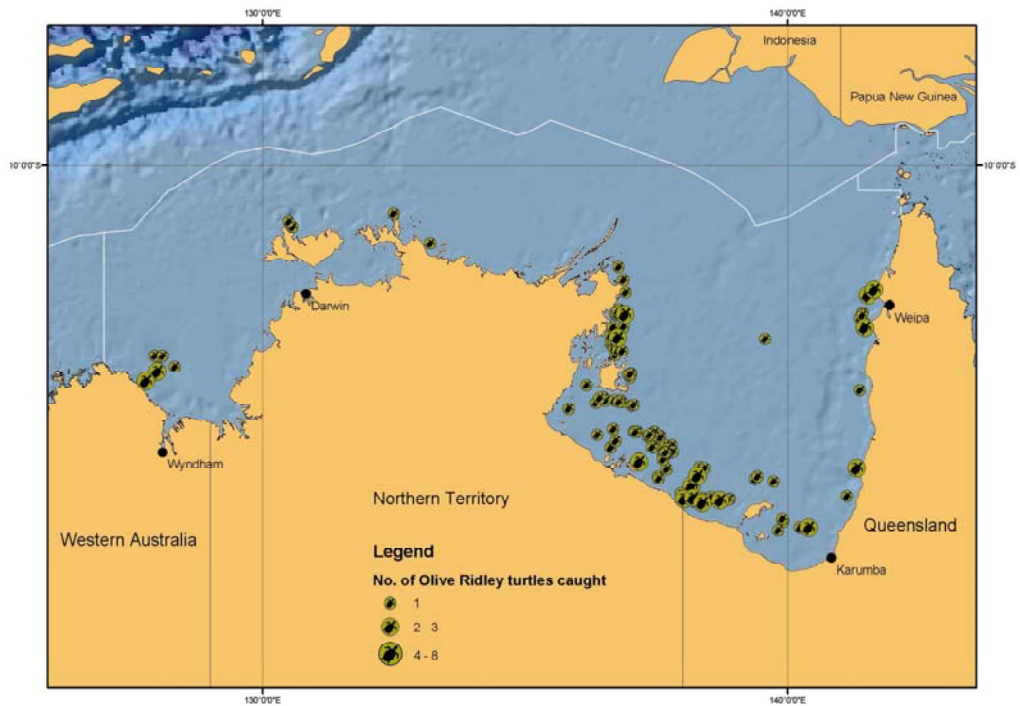 130°0'0"E
140°0'0"E
Indonesia
Papua New Guinea
10°0'0"S
10°0'0"S
Darwin
Weipa
Wyndham
Northern Territory
Western Australia
Queensland
Legend
Karumba
No. of Olive Ridley turtles caught
1
2 - 3
4 - 8
130°0'0"E
140°0'0"E